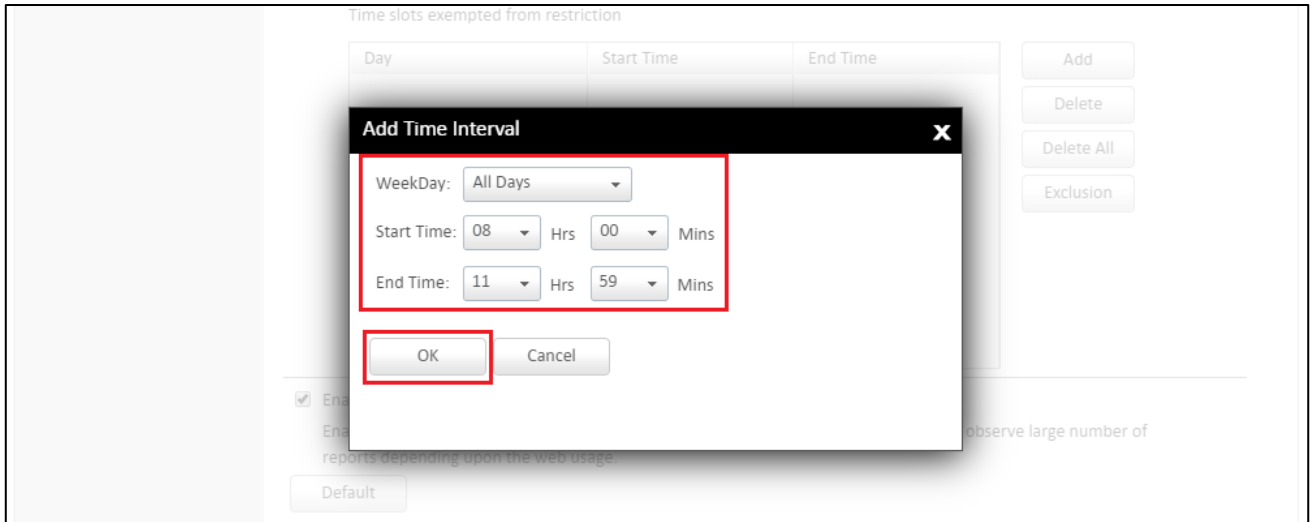 Time slots exempted from restriction
Day Start Time End Time Add
Delete
Add Time Interval x
Delete All
WeekDay: All Days
Exclusion
Start Time: 08 Hrs 00 Mins
End Time: 11 Hrs 59 Mins
OK Cancel
Ena
Ena observe large number of
reports depending upon the web usage.
Default